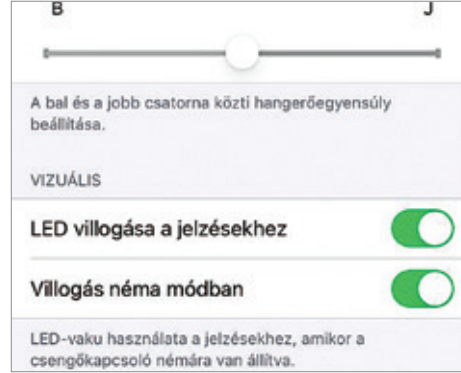 B J
A bal és a jobb csatorna közti hangerőegyensúly
beállítása.
VIZUÁLIS
LED villogása a jelzésekhez
Villogás néma módban
LED-vaku használata a jelzésekhez, amikor a
csengőkapcsoló némára van állítva.